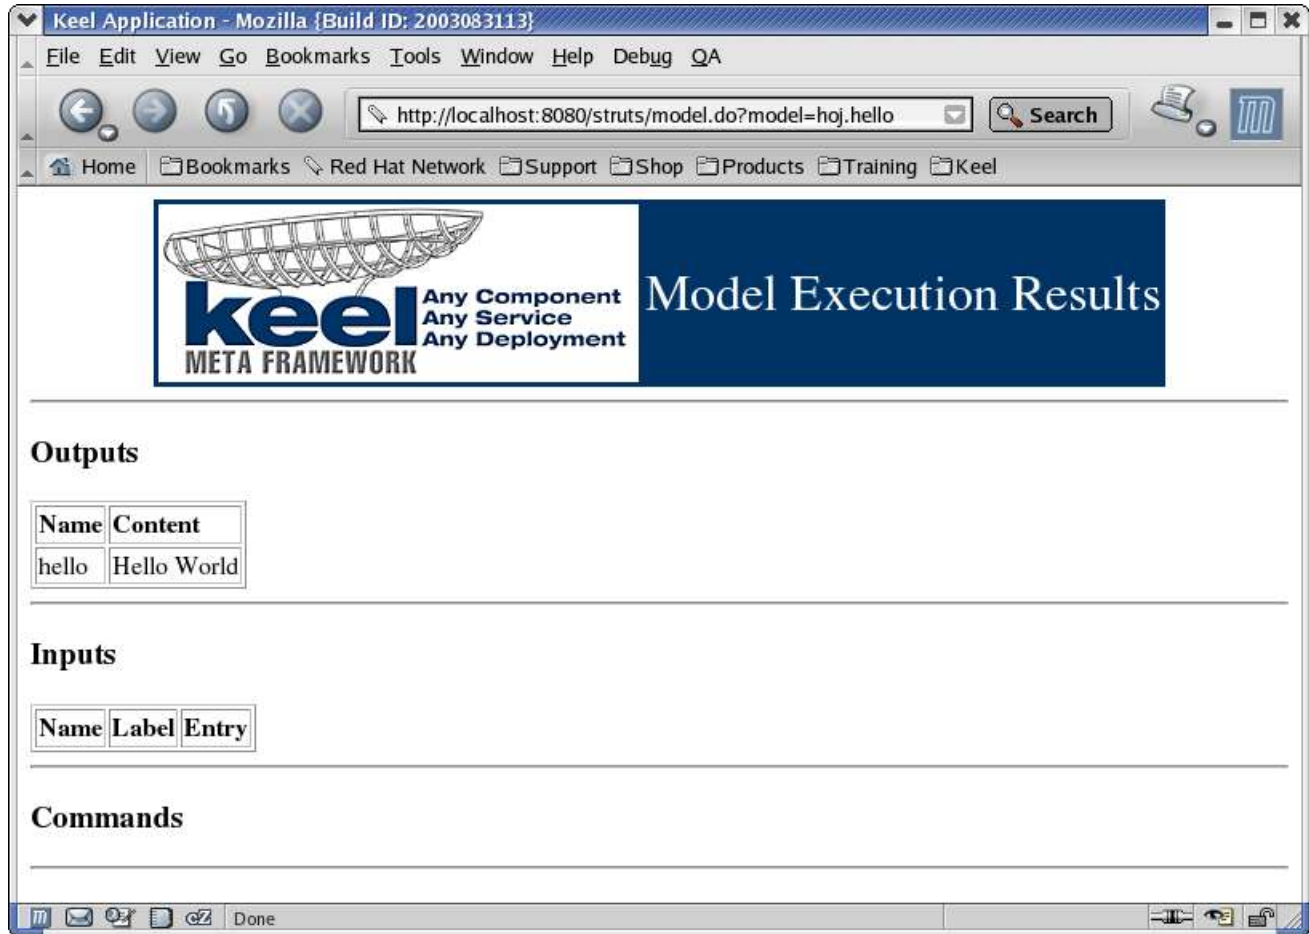 Keel Application - Mozilla {Build ID: 2003083113}
File Edit View Go Bookmarks Tools Window Help Debug QA
http://localhost:8080/struts/model.do?model=hoj.hello Search
Home Bookmarks Red Hat Network Support Shop Products Training Keel
keel
META FRAMEWORK
Any Component
Any Service
Any Deployment
Model Execution Results
Outputs
Name Content
hello Hello World
Inputs
Name Label Entry
Commands
Done